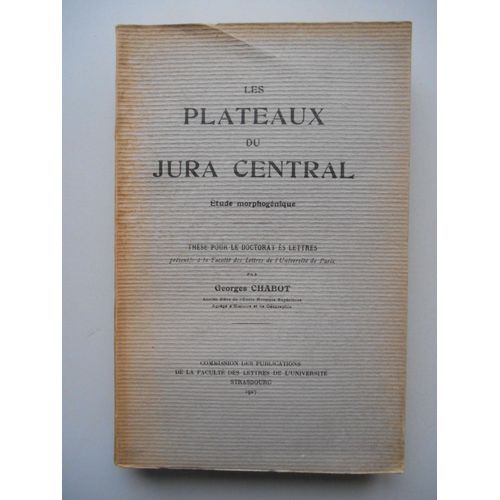 LES
PLATEAUX
DU
JURA CENTRAL
Étude morphogénique
THÈSE POUR LE DOCTORAT ÈS LETTRES
présentée à la Faculté des Lettres de l'Université de Paris
PAR
Georges CHABOT
Ancien élève de l'École Normale Supérieure
Agrégé d'Histoire et de Géographie
COMMISSION DES PUBLICATIONS
DE LA FACULTÉ DES LETTRES DE L'UNIVERSITÉ
STRASBOURG
1927